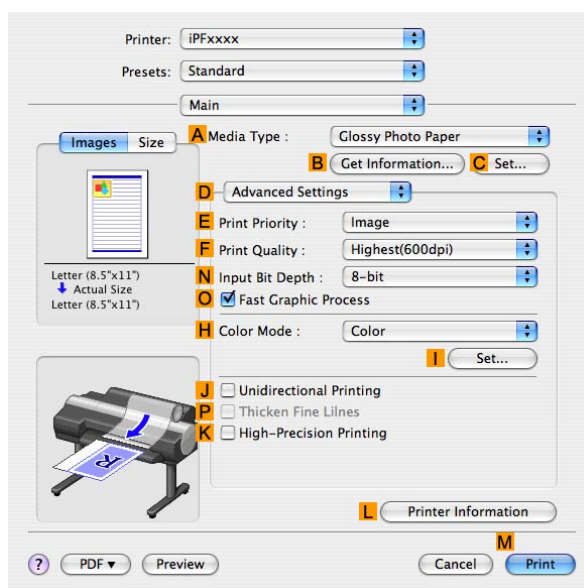 Printer: iPFxxxx
Presets: Standard
Main
Images Size
A Media Type : Glossy Photo Paper
B Get Information... C Set...
D Advanced Settings
E Print Priority : Image
F Print Quality : Highest(600dpi)
N Input Bit Depth : 8-bit
O Fast Graphic Process
Letter (8.5"x11")
Actual Size
Letter (8.5"x11")
H Color Mode : Color
I Set...
J Unidirectional Printing
P Thicken Fine Lilnes
K High-Precision Printing
L Printer Information
M
? PDF Preview Cancel Print